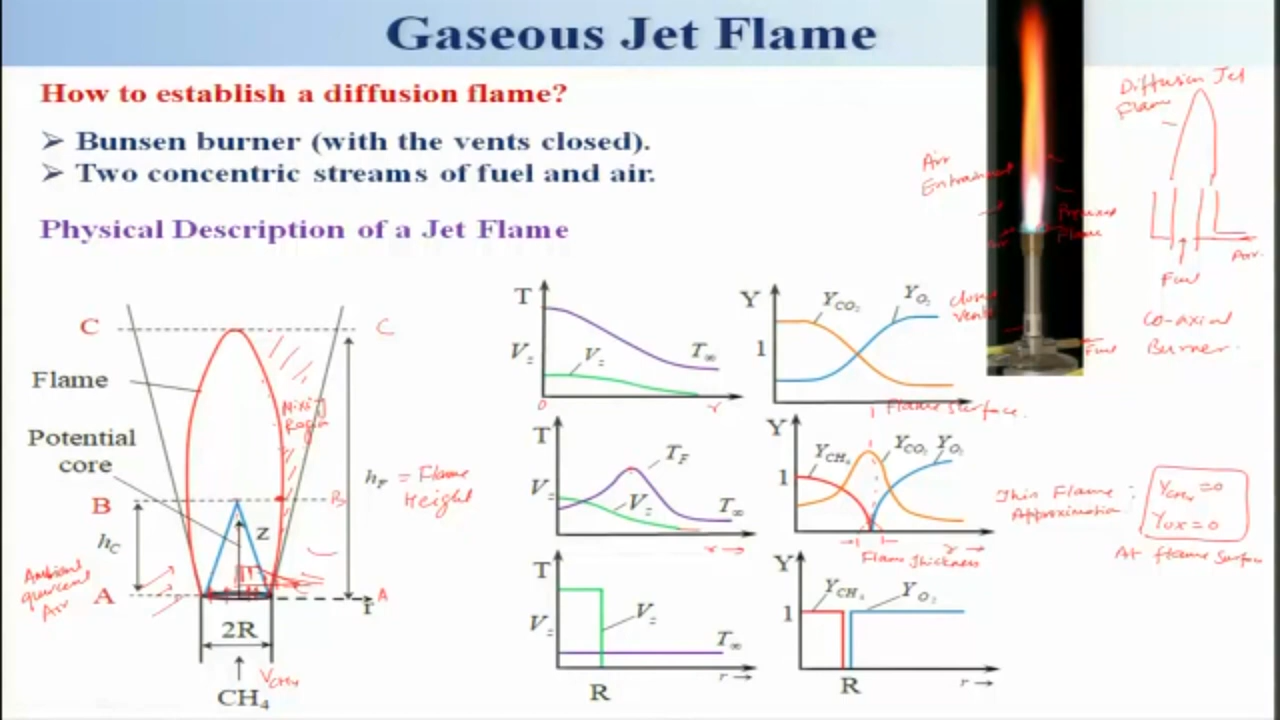 Gaseous Jet Flame
How to establish a diffusion flame?
➢ Bunsen burner (with the vents closed).
➢ Two concentric streams of fuel and air.
Physical Description of a Jet Flame
C
C
Flame
Mixing
Region
Potential
core
h_F = Flame
Height
B
B
h_C
z
Ambient
quiescent
Air
A
A
r
2R
V_CH4
CH₄
T
V_z
V_z
T∞
0
r
Y
1
Y_CO₂
Y_O₂
Flame surface.
T
V_z
T_F
V_z
T∞
r →
Y
1
Y_CH₄
Y_CO₂
Y_O₂
r →
Flame thickness
T
V_z
V_z
T∞
R
r →
Y
1
Y_CH₄
Y_O₂
R
r →
Thin Flame :
Approximation
Y_CH4 = 0
Y_OX = 0
At flame surface
Air
Entrainment
Premixed
Flame
Air
closed
vents
Fuel
Diffusion Jet
Flame
Air.
Fuel
Co-axial
Burner.